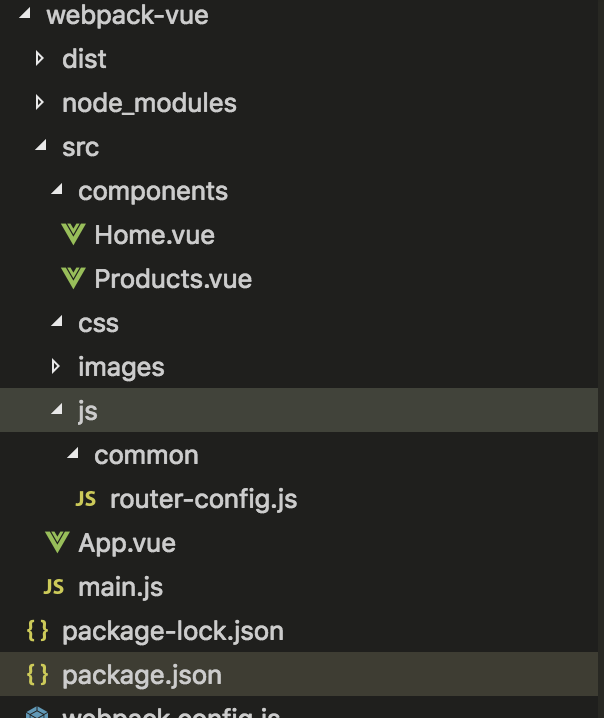 webpack-vue
dist
node_modules
src
components
Home.vue
Products.vue
css
images
js
common
JS router-config.js
App.vue
JS main.js
{} package-lock.json
{} package.json
webpack.config.js